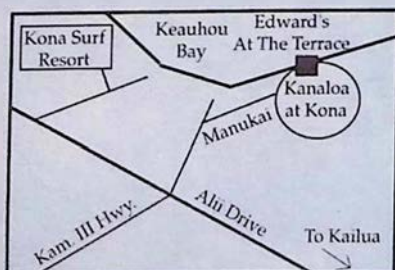 Kona Surf
Resort
Keauhou
Bay
Edward's
At The Terrace
Kanaloa
at Kona
Manukai
Alii Drive
Kam. III Hwy.
To Kailua